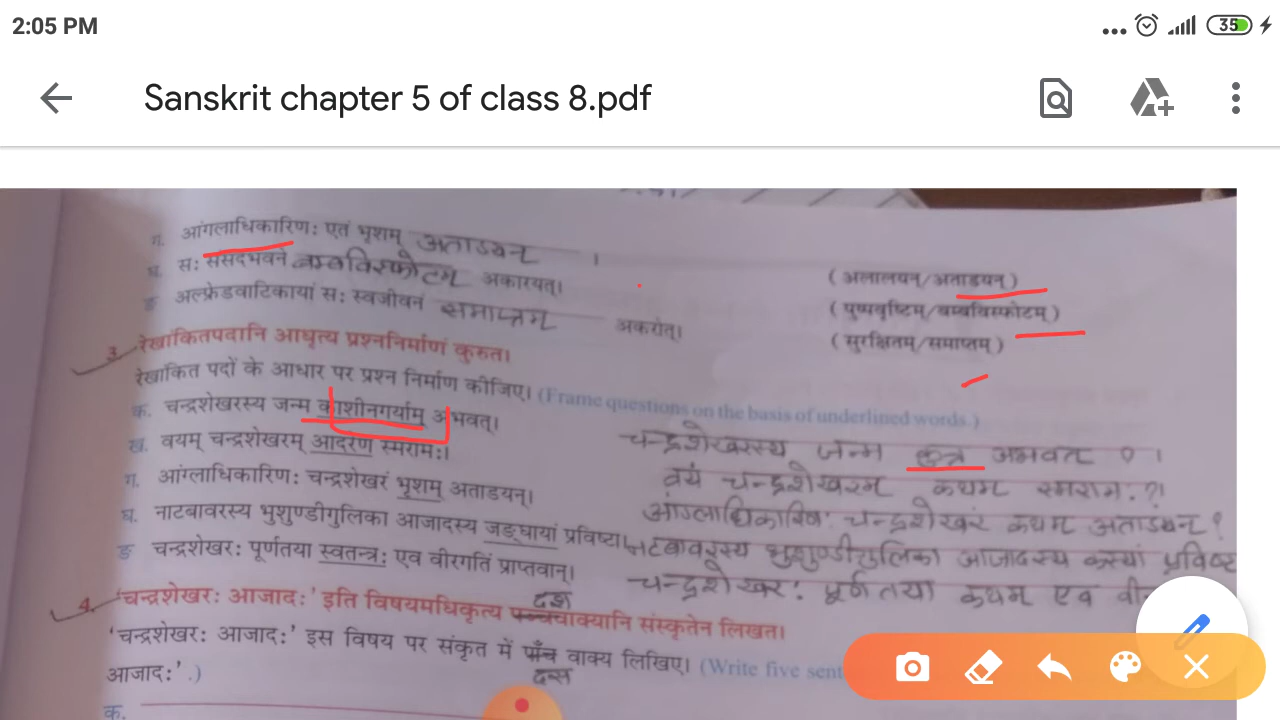 2:05 PM
35
Sanskrit chapter 5 of class 8.pdf
ग. आंगलाधिकारिण: एतं भृशम् अताडयन् ।
(अलालयन्/अताडयन्)
घ. स: संसदभवने बम्बविस्फोटम् अकारयत्।
(पुष्पवृष्टिम्/बम्बविस्फोटम्)
ङ अल्फ्रेडवाटिकायां स: स्वजीवनं समाप्तम् अकरोत्।
(सुरक्षितम्/समाप्तम्)
3. रेखांकितपदानि आधृत्य प्रश्ननिर्माणं कुरुत।
रेखांकित पदों के आधार पर प्रश्न निर्माण कीजिए। (Frame questions on the basis of underlined words.)
क. चन्द्रशेखरस्य जन्म काशीनगर्याम् अभवत्।
चन्द्रशेखरस्य जन्म कुत्र अभवत ? ।
ख. वयम् चन्द्रशेखरम् आदरेण स्मरामः।
वयं चन्द्रशेखरम कथम स्मराम: ?।
ग. आंग्लाधिकारिण: चन्द्रशेखरं भृशम् अताडयन्।
आंग्लाधिकारिण: चन्द्रशेखरं कथम अताडयन ?
घ. नाटबावरस्य भुशुण्डीगुलिका आजादस्य जङ्घायां प्रविष्टा।
नटबावरस्य भुशुण्डीगुलिका आजादस्य कस्यां प्रविष्ट
ङ चन्द्रशेखर: पूर्णतया स्वतन्त्र: एव वीरगतिं प्राप्तवान्।
चन्द्रशेखर: पूर्णतया कथम एव वी
दश
4. 'चन्द्रशेखर: आजाद:' इति विषयमधिकृत्य पञ्चवाक्यानि संस्कृतेन लिखत।
'चन्द्रशेखर: आजाद:' इस विषय पर संकृत में पाँच वाक्य लिखिए। (Write five sent
दस
आजाद:'.)
क.